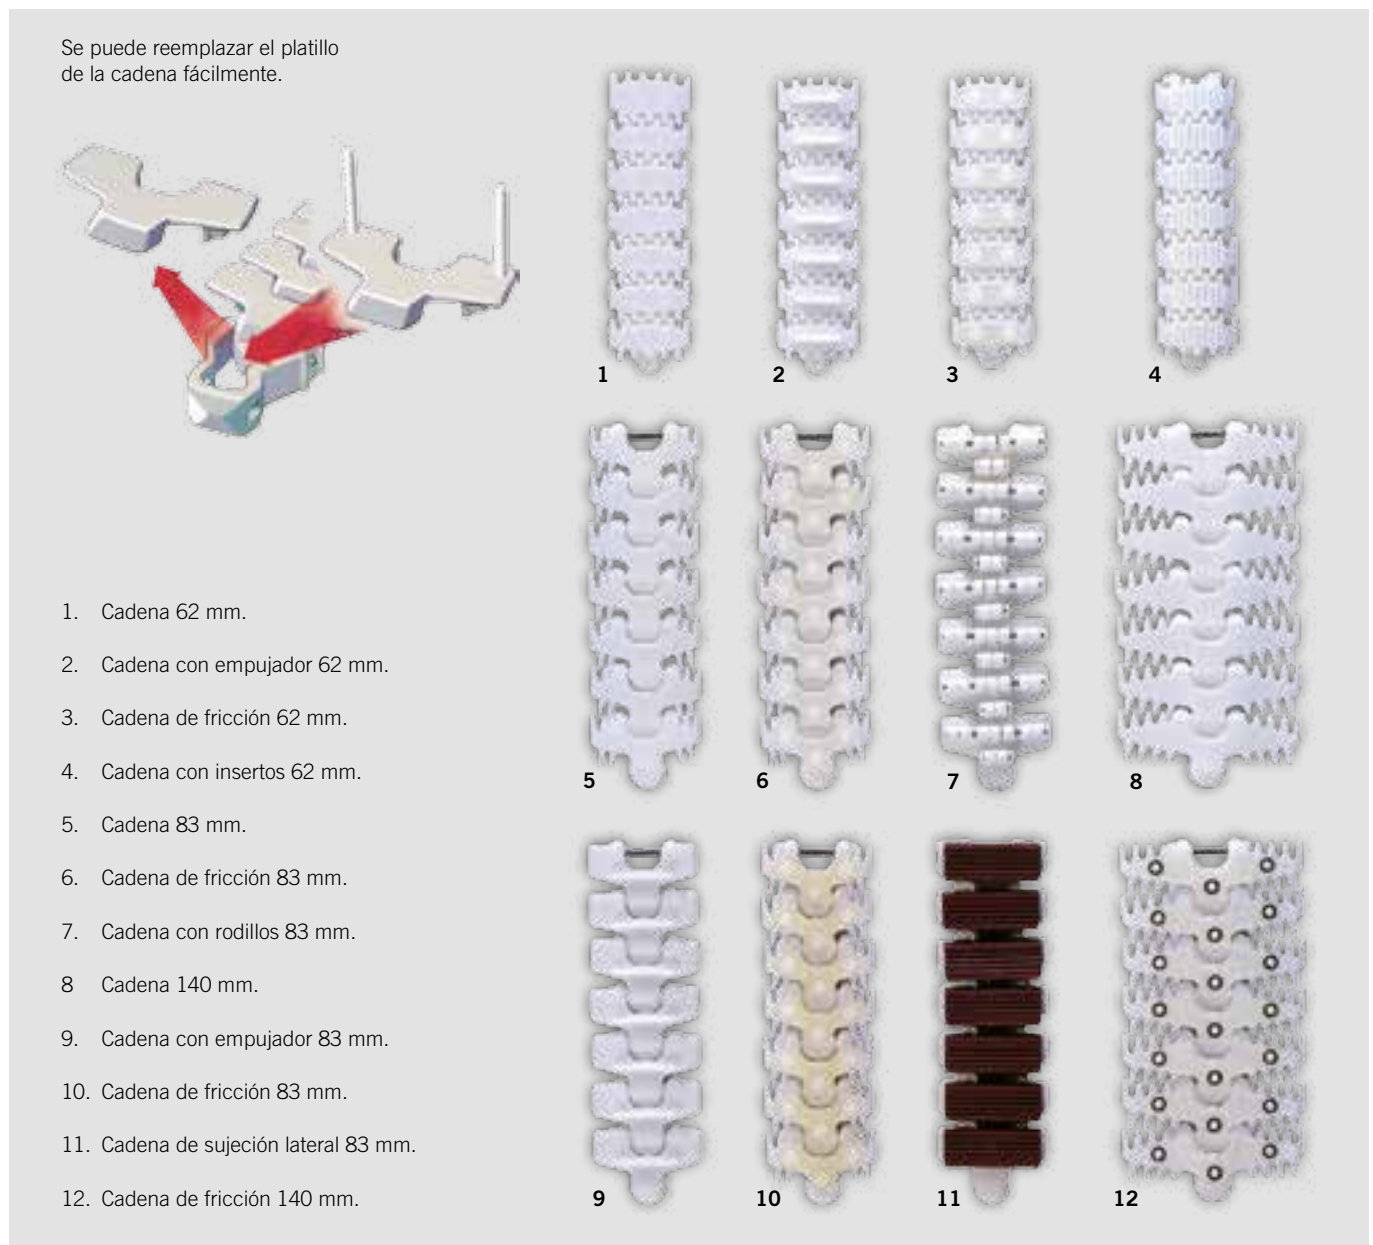 Se puede reemplazar el platillo
de la cadena fácilmente.
1
2
3
4
5
6
7
8
9
10
11
12
1. Cadena 62 mm.
2. Cadena con empujador 62 mm.
3. Cadena de fricción 62 mm.
4. Cadena con insertos 62 mm.
5. Cadena 83 mm.
6. Cadena de fricción 83 mm.
7. Cadena con rodillos 83 mm.
8 Cadena 140 mm.
9. Cadena con empujador 83 mm.
10. Cadena de fricción 83 mm.
11. Cadena de sujeción lateral 83 mm.
12. Cadena de fricción 140 mm.